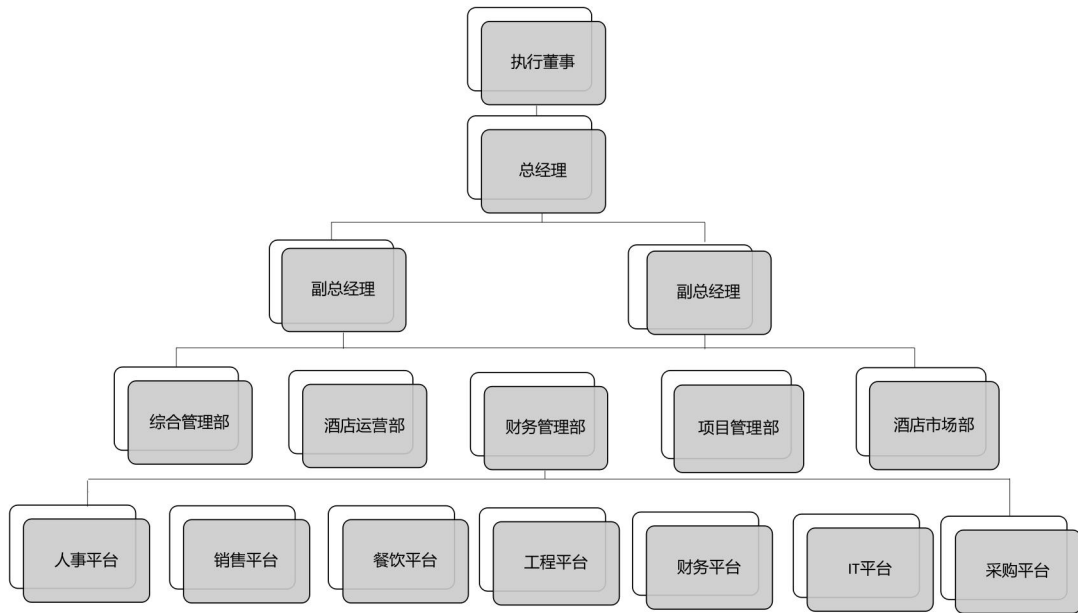 执行董事
总经理
副总经理
副总经理
综合管理部
酒店运营部
财务管理部
项目管理部
酒店市场部
人事平台
销售平台
餐饮平台
工程平台
财务平台
IT平台
采购平台